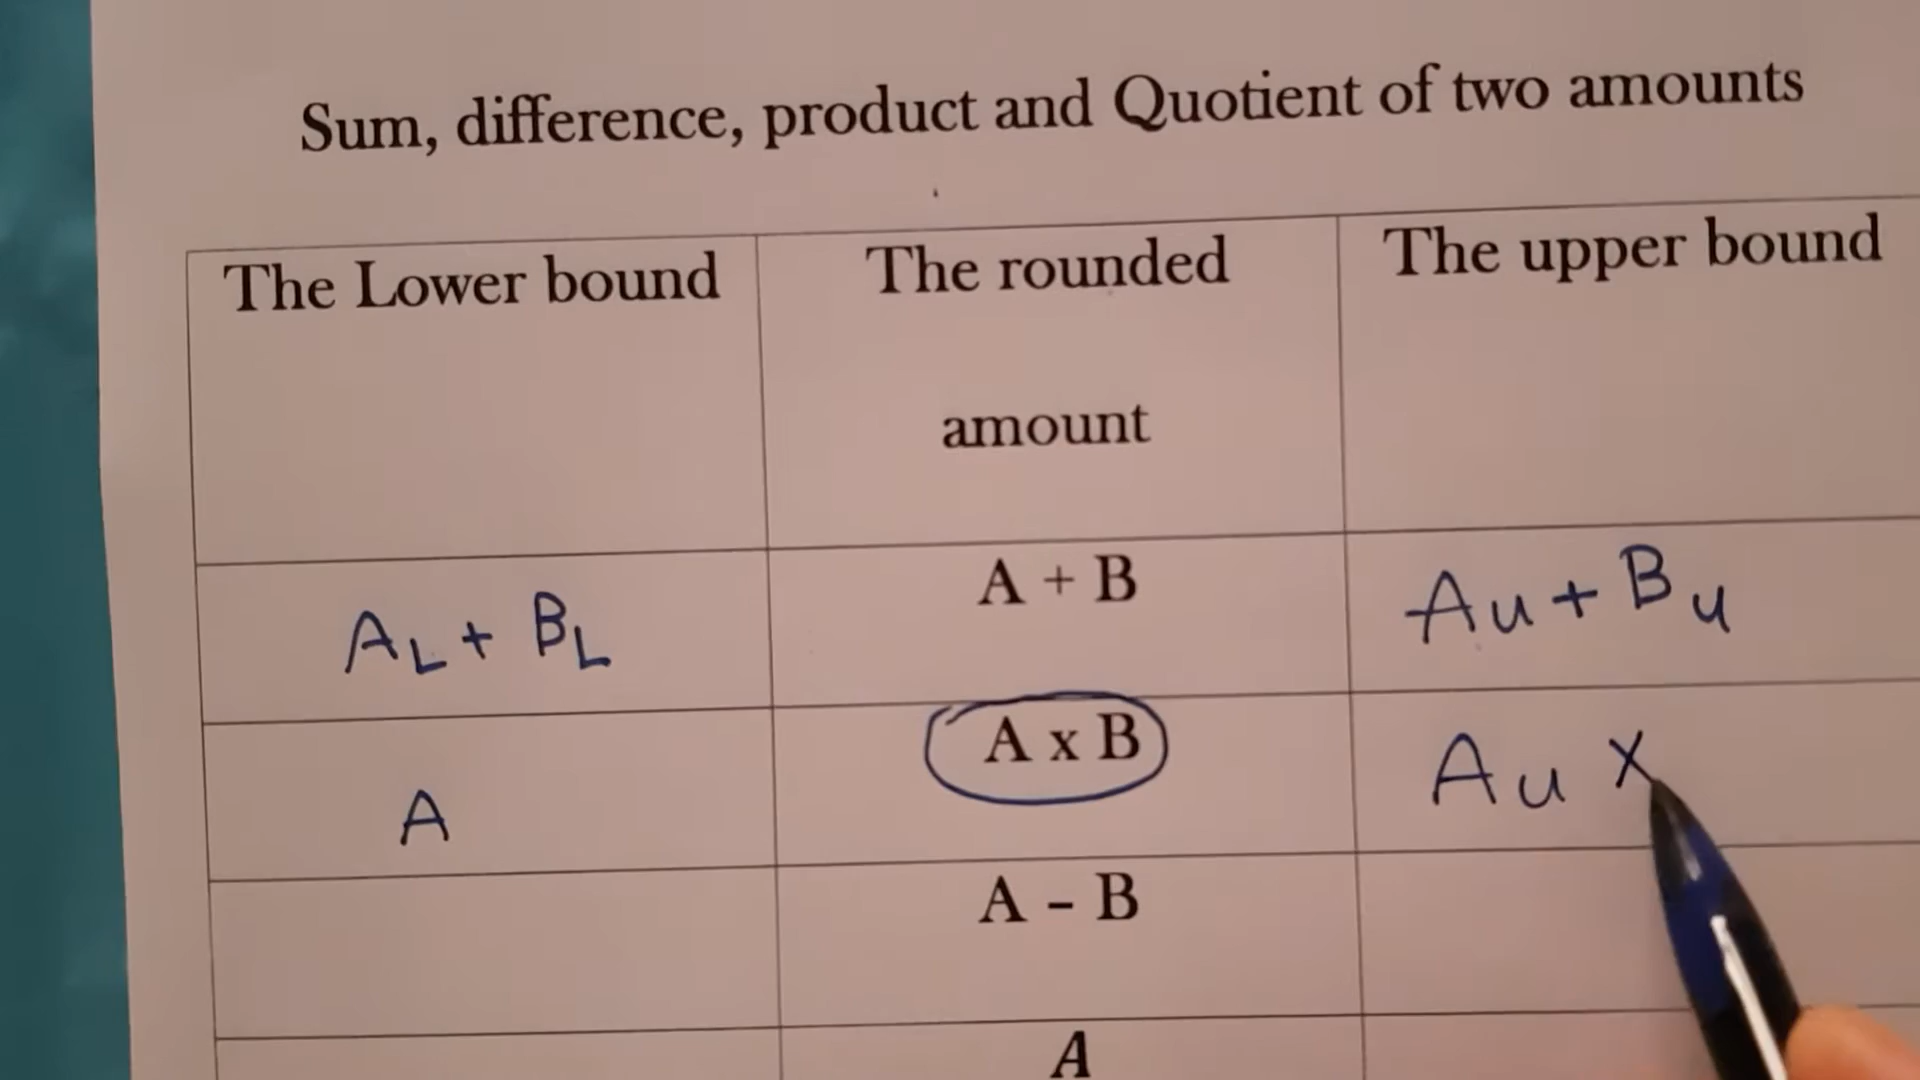 Sum, difference, product and Quotient of two amounts
The Lower bound
The rounded
amount
The upper bound
AL + BL
A + B
Au + Bu
A
A x B
Au x
A - B
A